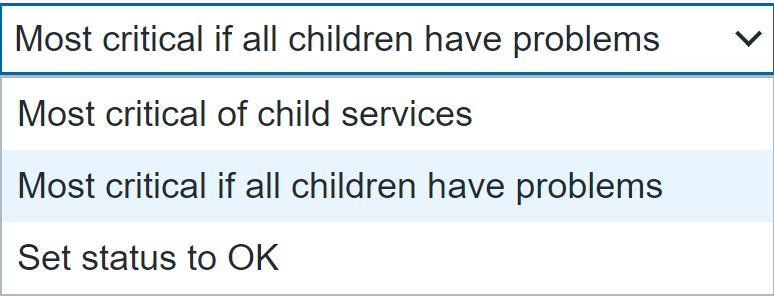 Most critical if all children have problems
Most critical of child services
Most critical if all children have problems
Set status to OK